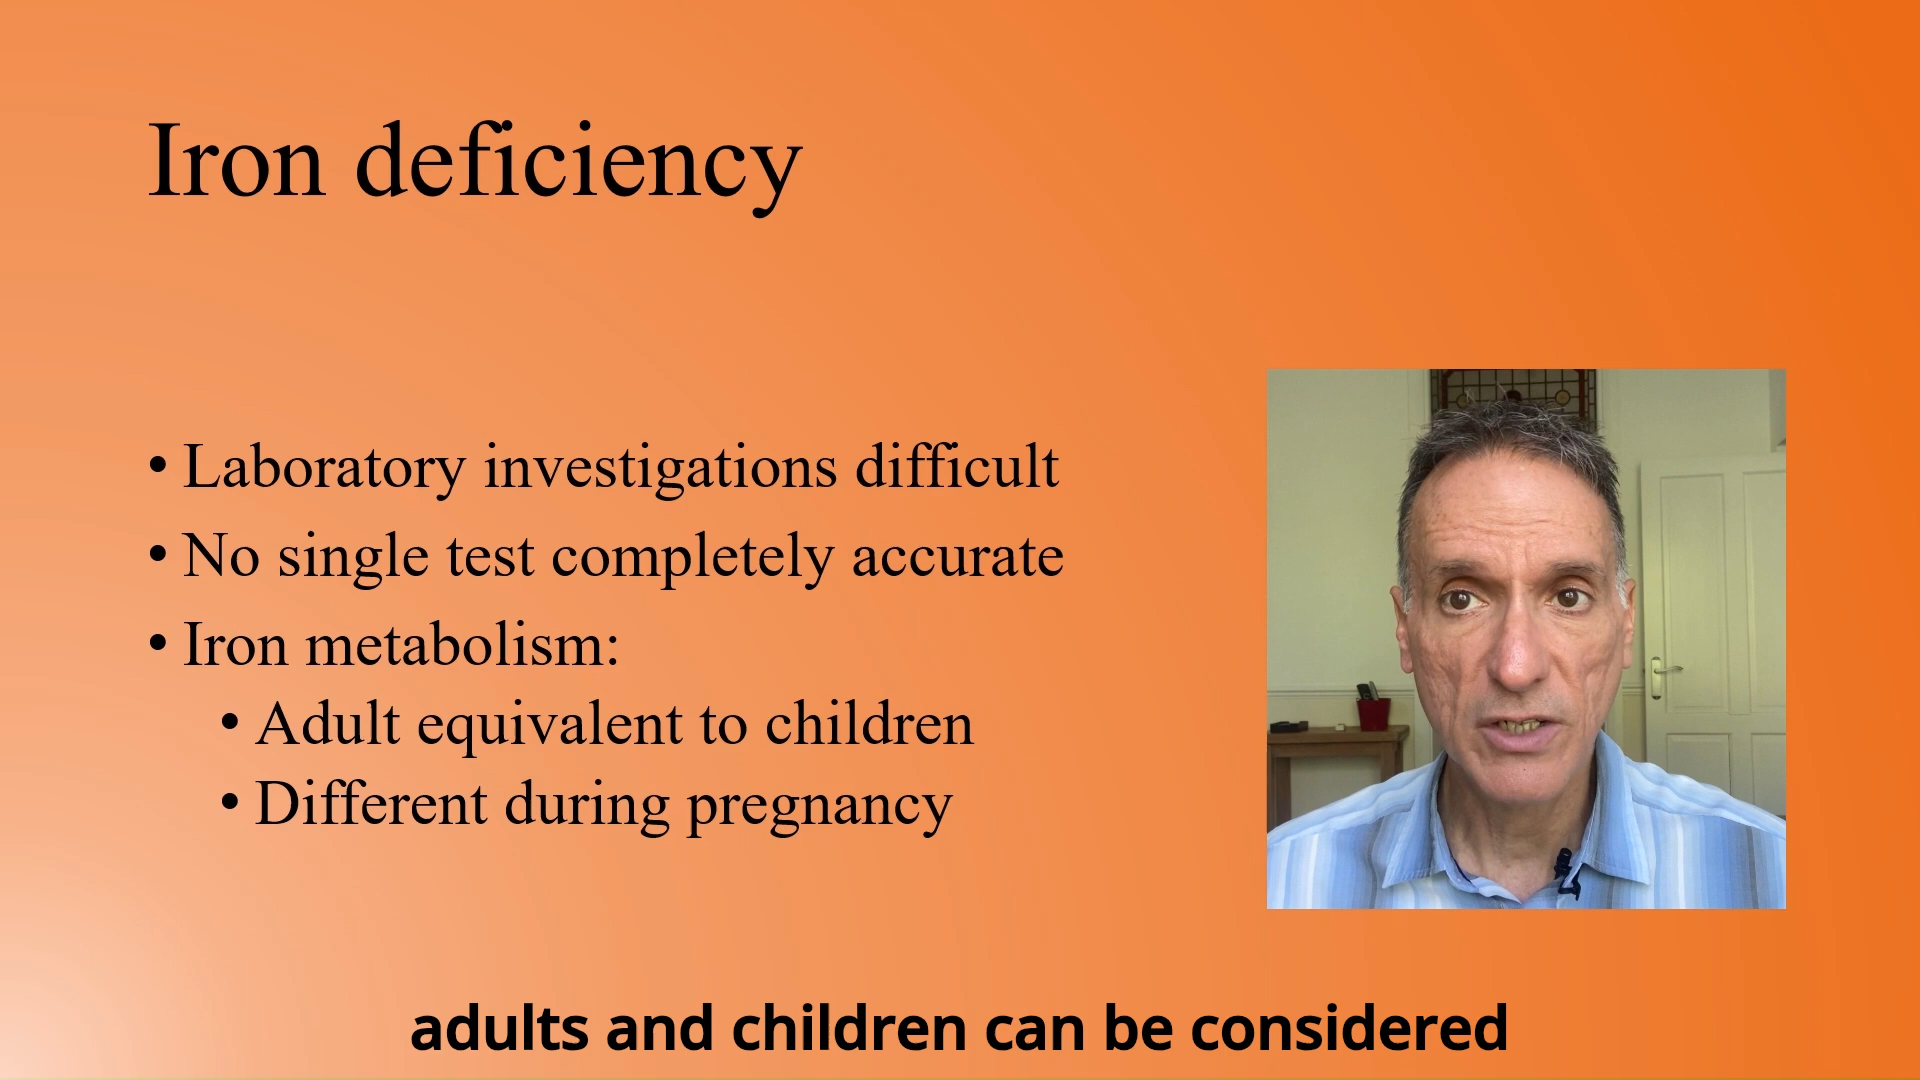 Iron deficiency
• Laboratory investigations difficult
• No single test completely accurate
• Iron metabolism:
• Adult equivalent to children
• Different during pregnancy
adults and children can be considered